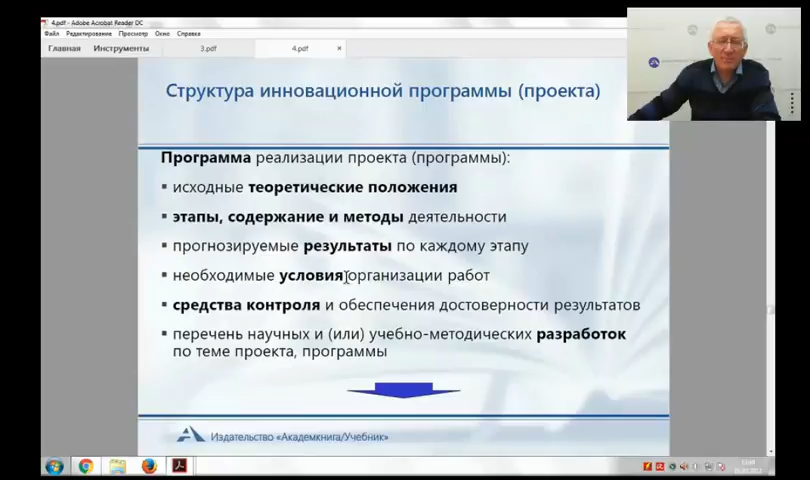 4.pdf - Adobe Acrobat Reader DC
Файл Редактирование Просмотр Окно Справка
Главная Инструменты 3.pdf 4.pdf ×
Структура инновационной программы (проекта)
Программа реализации проекта (программы):
▪ исходные теоретические положения
▪ этапы, содержание и методы деятельности
▪ прогнозируемые результаты по каждому этапу
▪ необходимые условия организации работ
▪ средства контроля и обеспечения достоверности результатов
▪ перечень научных и (или) учебно-методических разработок
по теме проекта, программы
Издательство «Академкнига/Учебник»